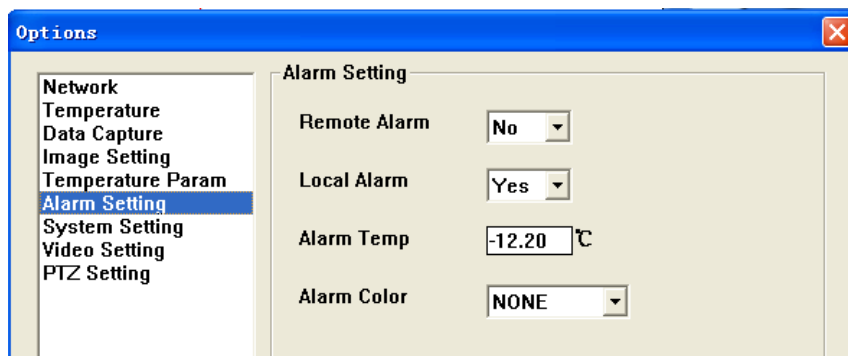 Options
Network
Temperature
Data Capture
Image Setting
Temperature Param
Alarm Setting
System Setting
Video Setting
PTZ Setting
Alarm Setting
Remote Alarm No
Local Alarm Yes
Alarm Temp -12.20 ℃
Alarm Color NONE